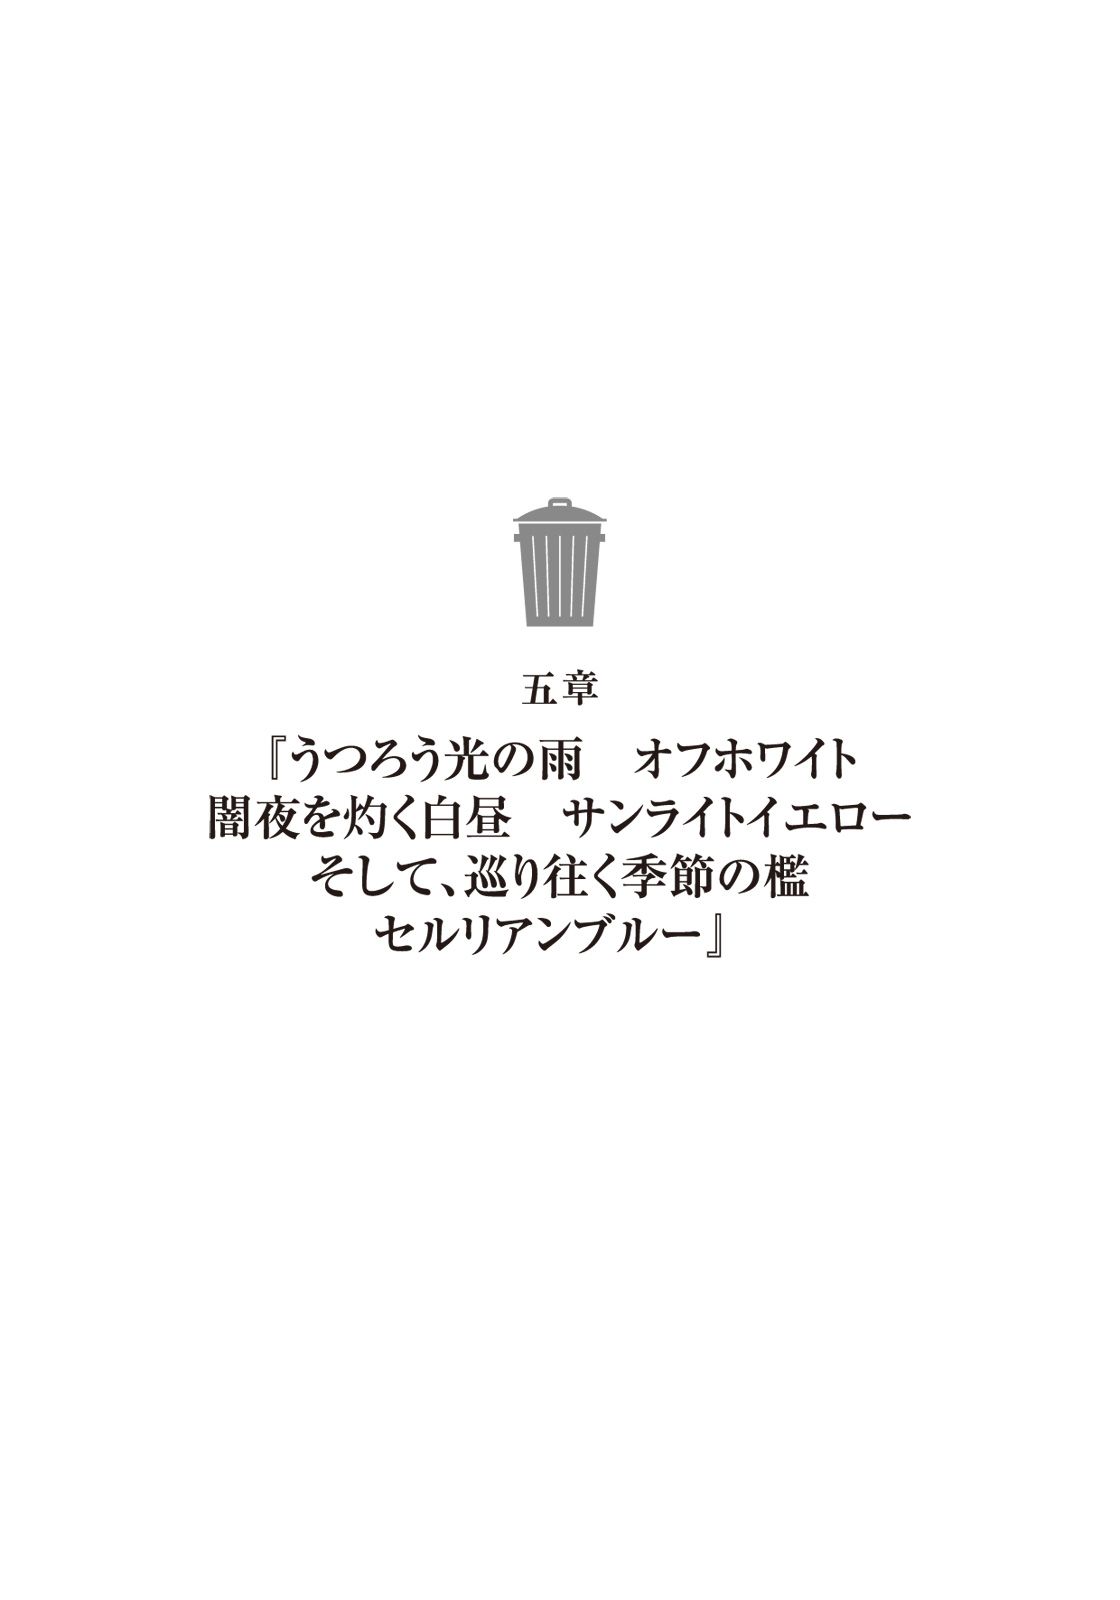 五章
『うつろう光の雨　オフホワイト
闇夜を灼く白昼　サンライトイエロー
そして、巡り往く季節の檻
セルリアンブルー』